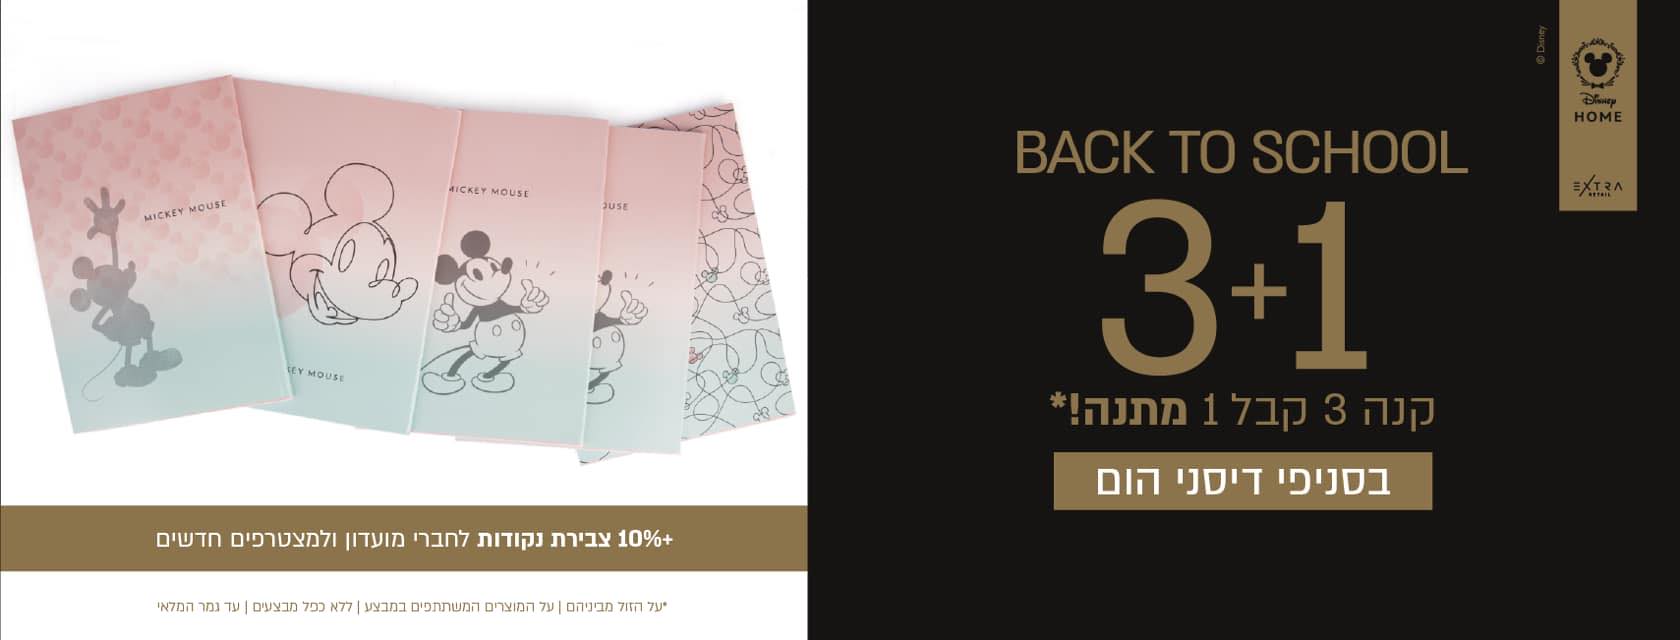 © Disney
Disney
HOME
EXTRA
RETAIL
BACK TO SCHOOL
3+1
קנה 3 קבל 1 מתנה!*
בסניפי דיסני הום
MICKEY MOUSE
MICKEY MOUSE
OUSE
EY MOUSE
+10% צבירת נקודות לחברי מועדון ולמצטרפים חדשים
*על הזול מביניהם | על המוצרים המשתתפים במבצע | ללא כפל מבצעים | עד גמר המלאי